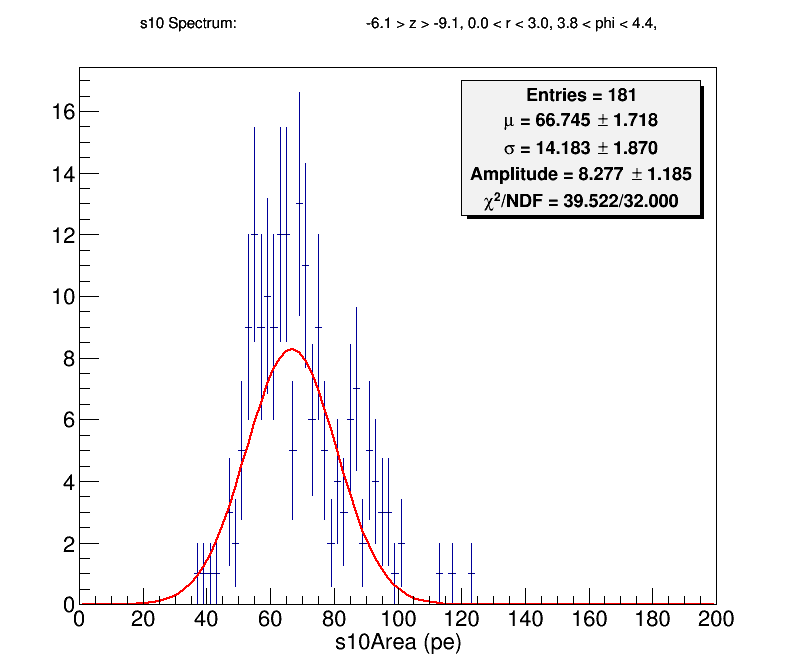 s10 Spectrum: -6.1 > z > -9.1, 0.0 < r < 3.0, 3.8 < phi < 4.4,
Entries = 181
μ = 66.745 ± 1.718
σ = 14.183 ± 1.870
Amplitude = 8.277 ± 1.185
χ²/NDF = 39.522/32.000
16
14
12
10
8
6
4
2
0
0 20 40 60 80 100 120 140 160 180 200
s10Area (pe)